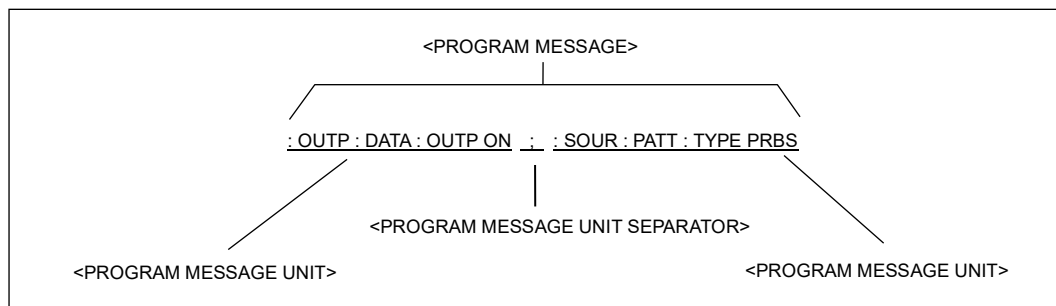 <PROGRAM MESSAGE>
: OUTP : DATA : OUTP ON ; : SOUR : PATT : TYPE PRBS
<PROGRAM MESSAGE UNIT SEPARATOR>
<PROGRAM MESSAGE UNIT> <PROGRAM MESSAGE UNIT>